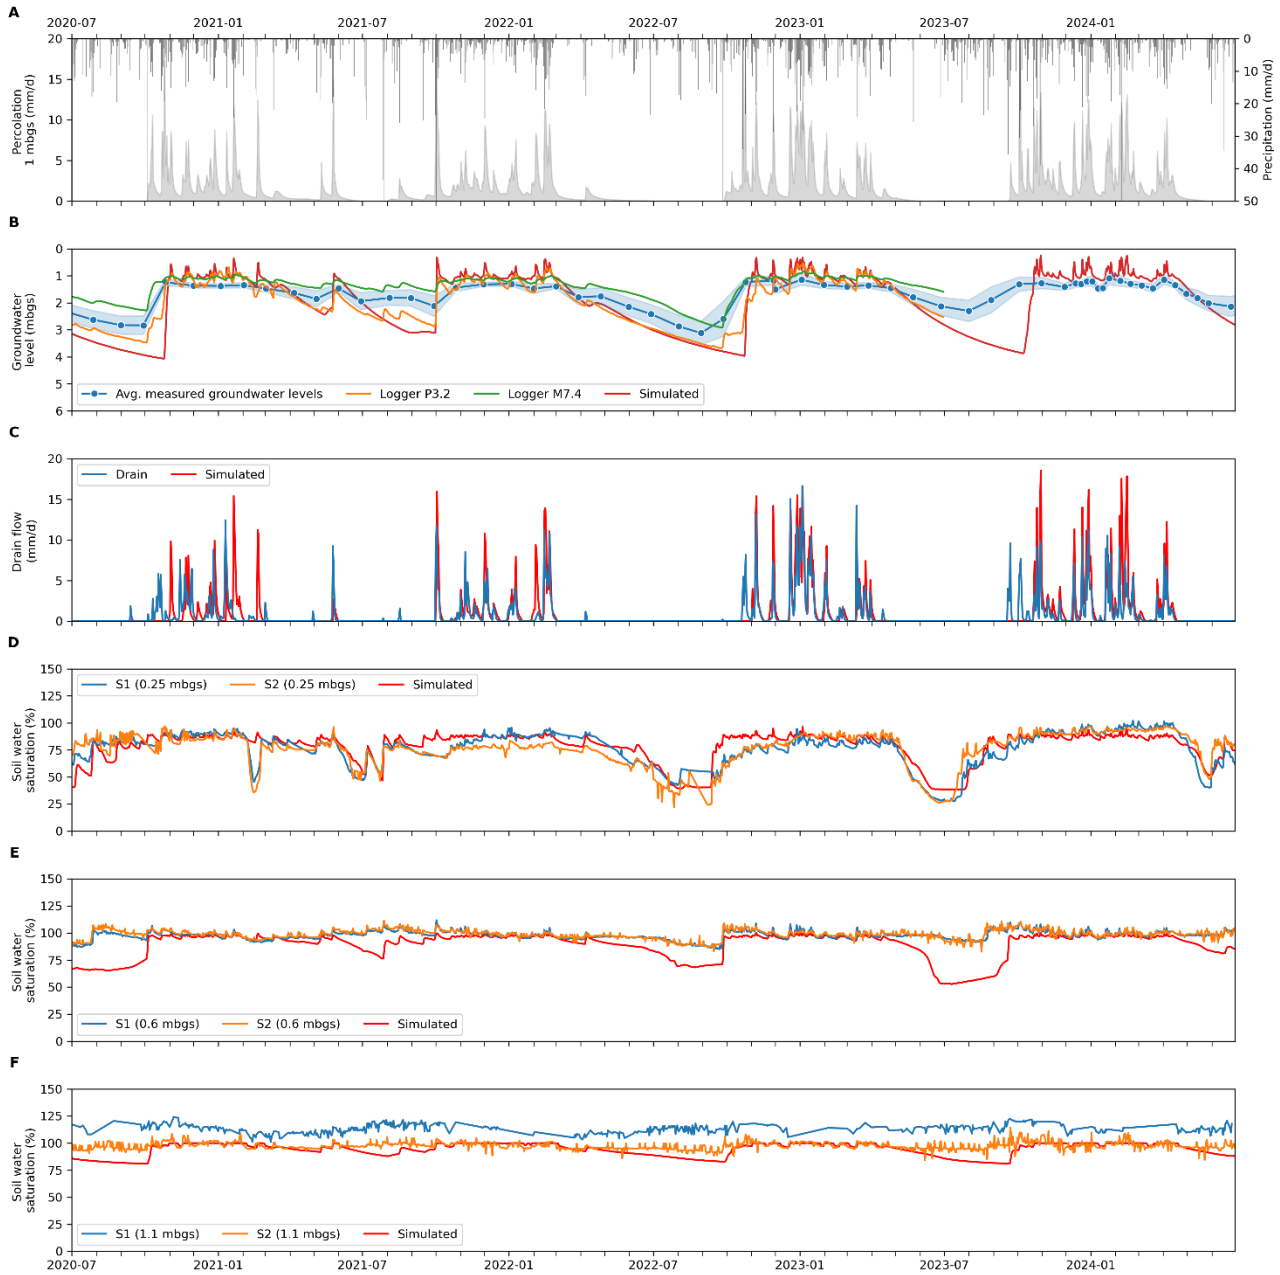 A
2020-07 2021-01 2021-07 2022-01 2022-07 2023-01 2023-07 2024-01
Percolation
1 mbgs (mm/d)
20
15
10
5
0
0
10
20
30
40
50
Precipitation (mm/d)
B
Groundwater
level (mbgs)
0
1
2
3
4
5
6
Avg. measured groundwater levels Logger P3.2 Logger M7.4 Simulated
C
Drain flow
(mm/d)
20
15
10
5
0
Drain Simulated
D
Soil water
saturation (%)
150
125
100
75
50
25
0
S1 (0.25 mbgs) S2 (0.25 mbgs) Simulated
E
Soil water
saturation (%)
150
125
100
75
50
25
0
S1 (0.6 mbgs) S2 (0.6 mbgs) Simulated
F
Soil water
saturation (%)
150
125
100
75
50
25
0
S1 (1.1 mbgs) S2 (1.1 mbgs) Simulated
2020-07 2021-01 2021-07 2022-01 2022-07 2023-01 2023-07 2024-01